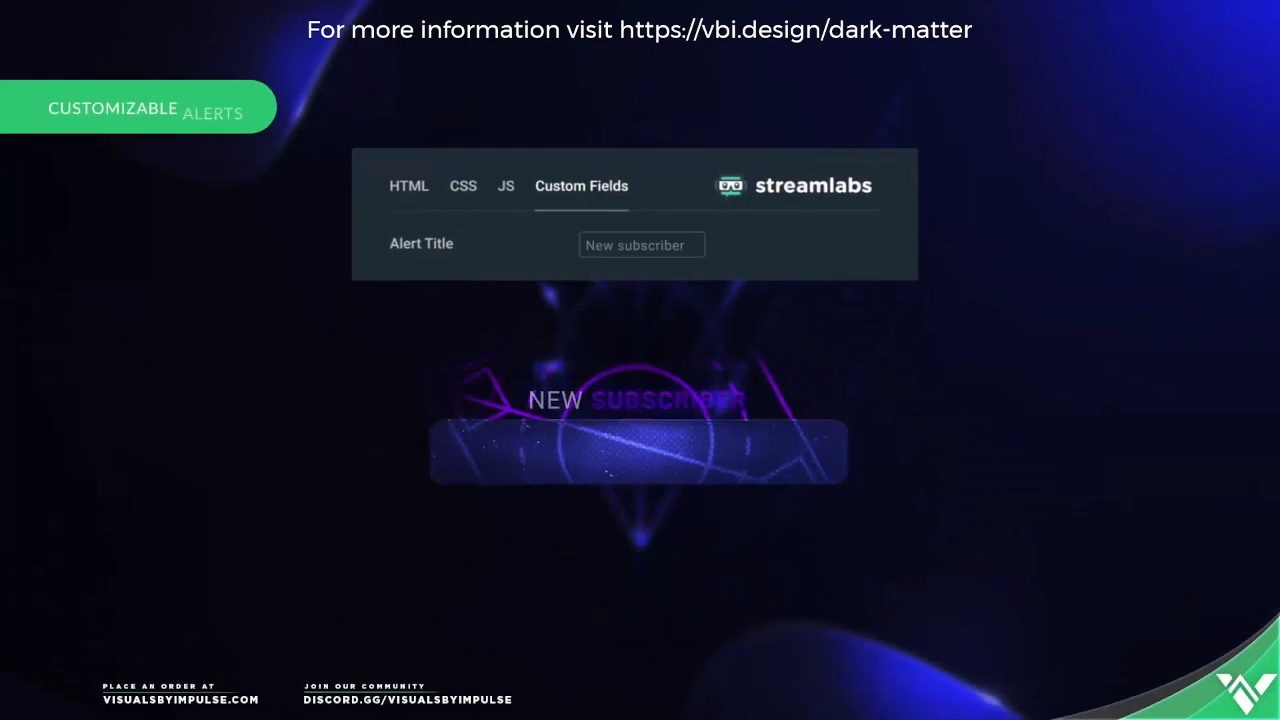 For more information visit https://vbi.design/dark-matter
CUSTOMIZABLE ALERTS
HTML CSS JS Custom Fields streamlabs
Alert Title New subscriber
NEW SUBSCRIBER
PLACE AN ORDER AT
VISUALSBYIMPULSE.COM
JOIN OUR COMMUNITY
DISCORD.GG/VISUALSBYIMPULSE